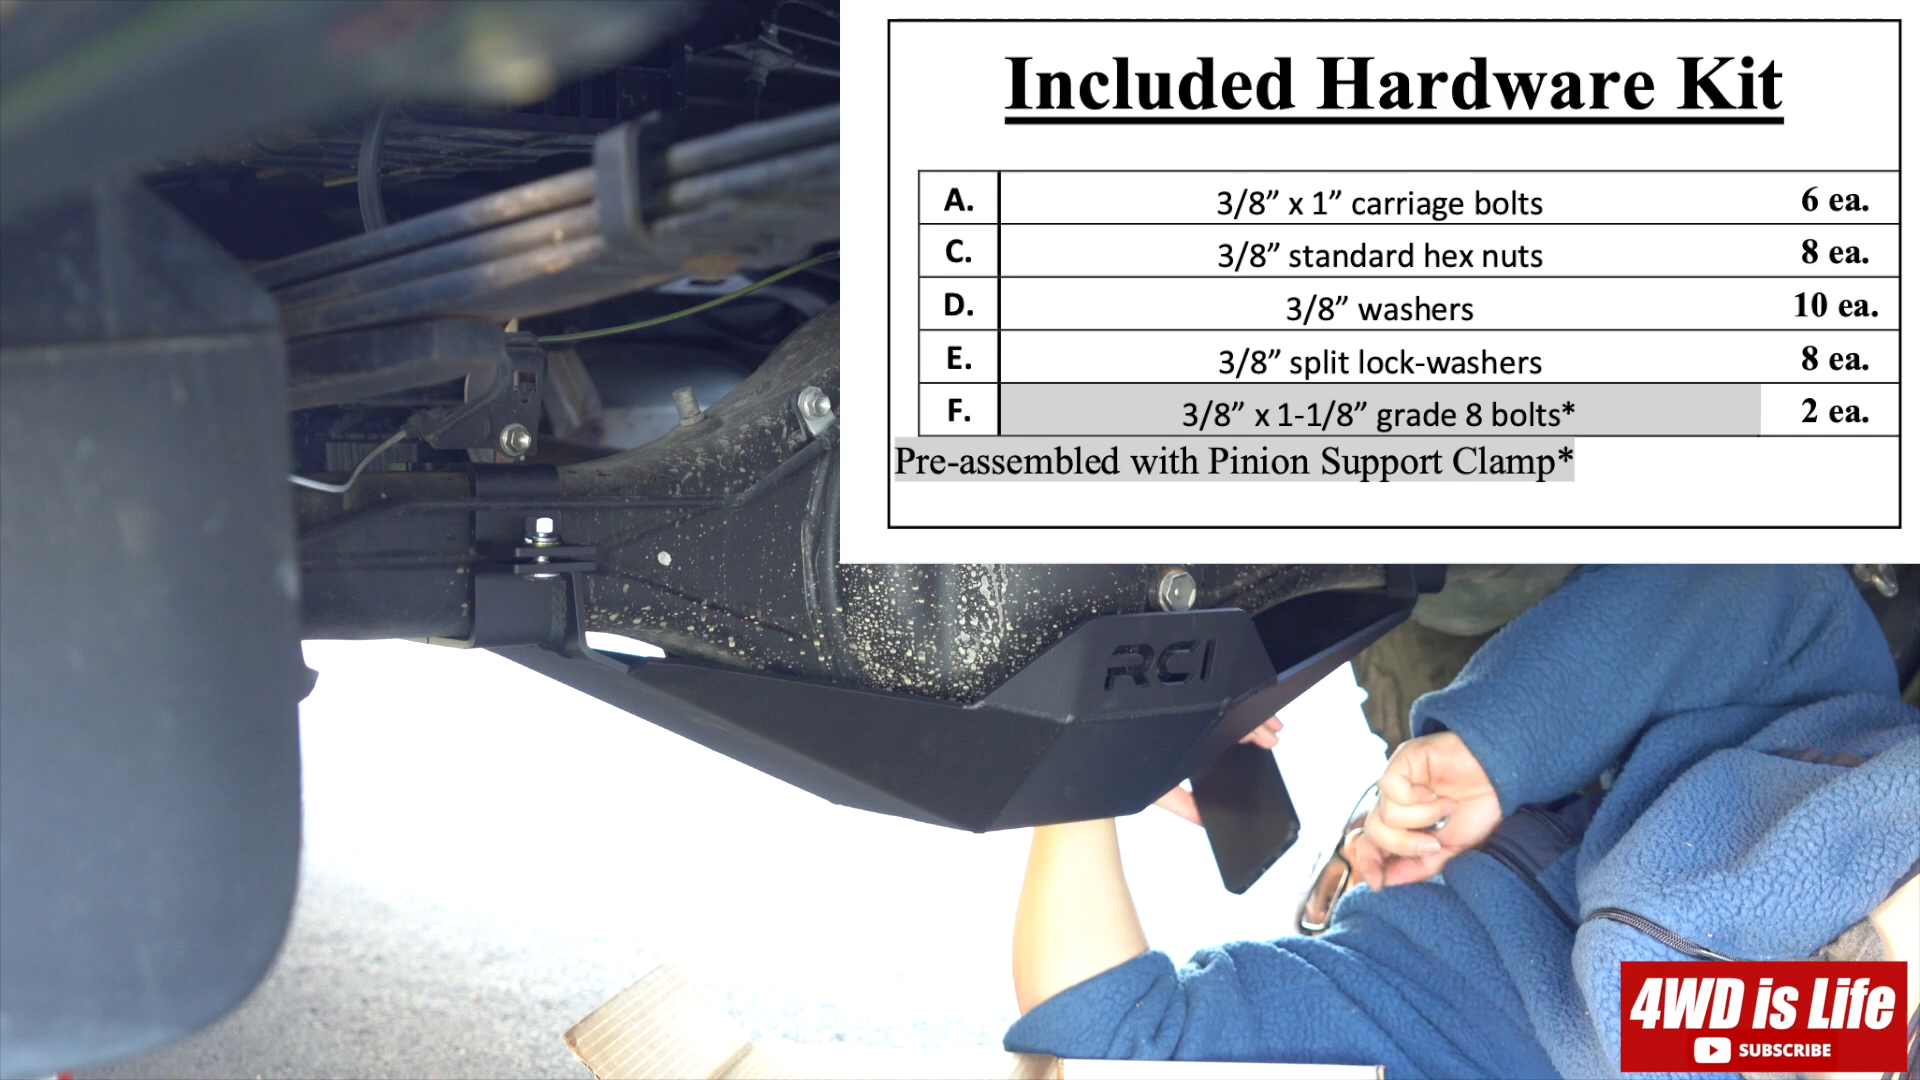 Included Hardware Kit
A. 3/8” x 1” carriage bolts 6 ea.
C. 3/8” standard hex nuts 8 ea.
D. 3/8” washers 10 ea.
E. 3/8” split lock-washers 8 ea.
F. 3/8” x 1-1/8” grade 8 bolts* 2 ea.
Pre-assembled with Pinion Support Clamp*
RCI
4WD is Life
SUBSCRIBE